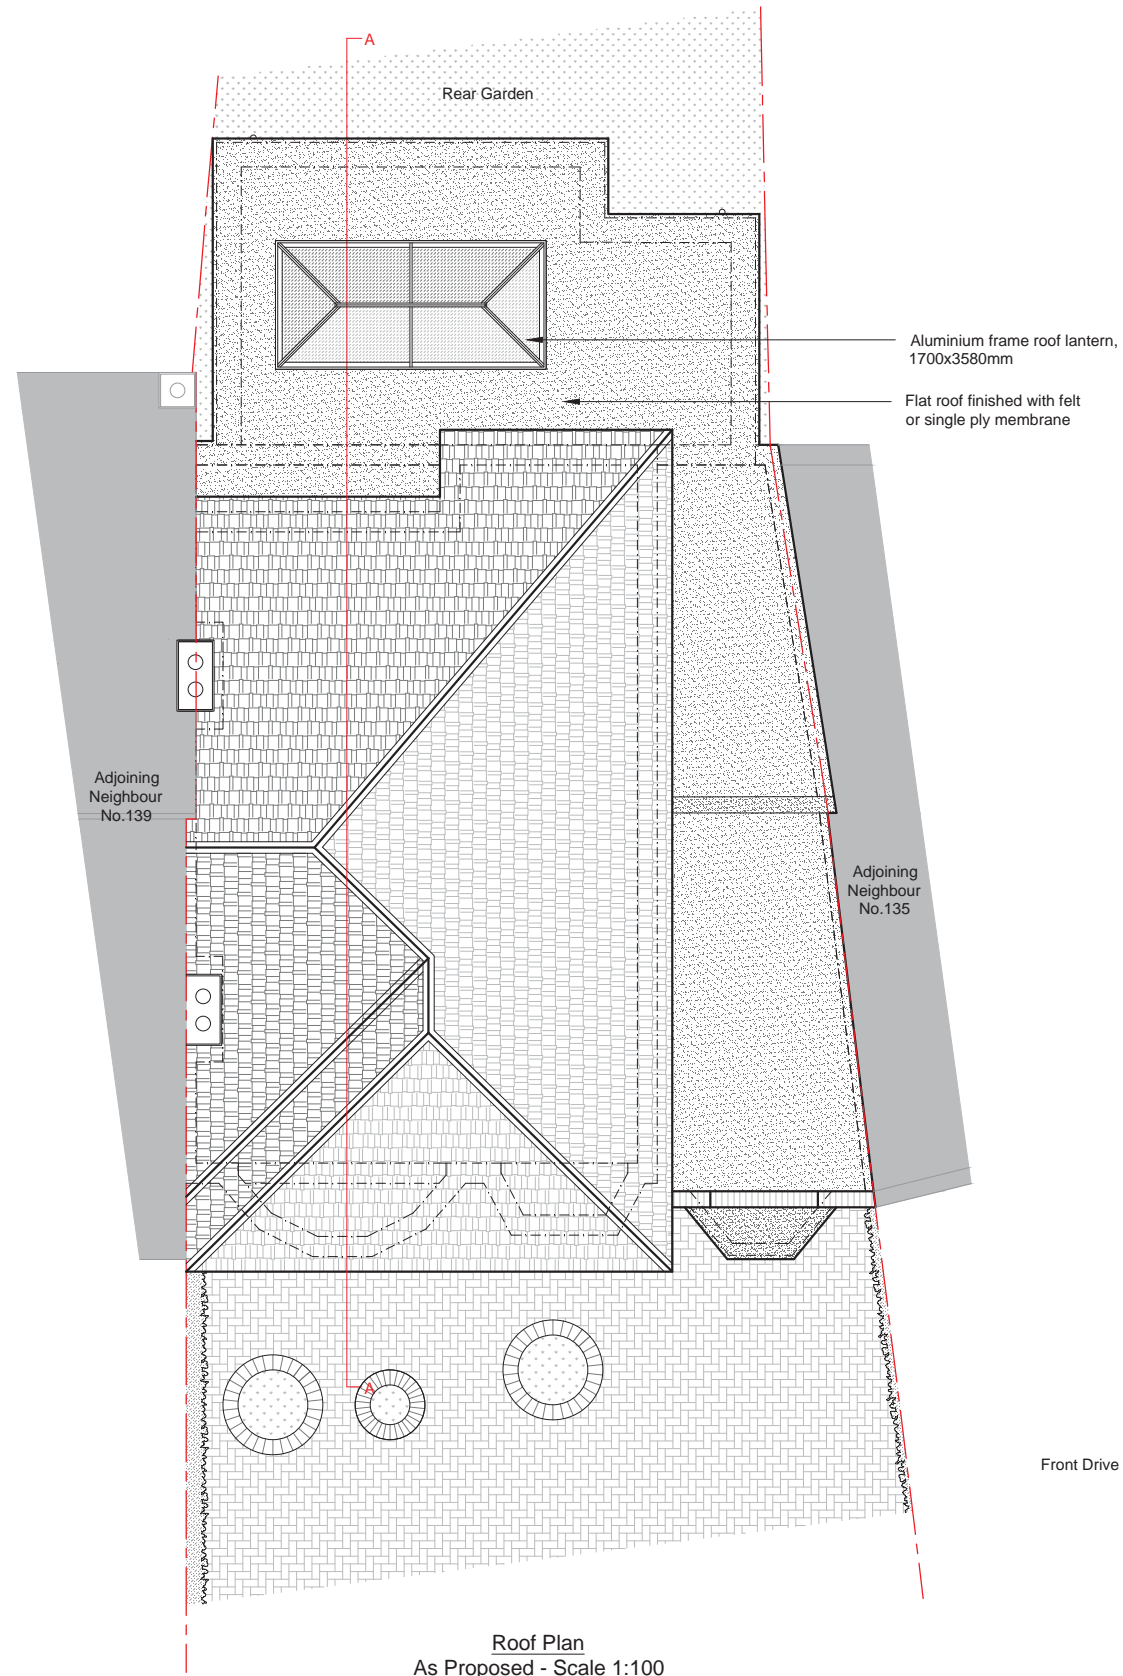 A
Rear Garden
Aluminium frame roof lantern,
1700x3580mm
Flat roof finished with felt
or single ply membrane
Adjoining
Neighbour
No.139
Adjoining
Neighbour
No.135
A
Front Drive
Roof Plan
As Proposed - Scale 1:100